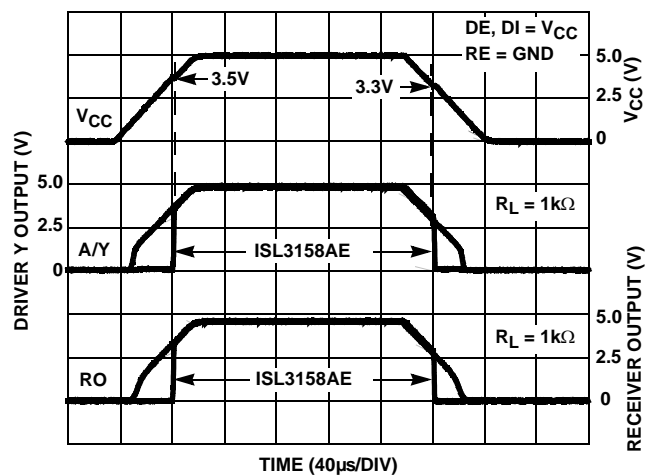 DE, DI = VCC
RE = GND
5.0
3.5V
3.3V
2.5
VCC
0
VCC (V)
5.0
RL = 1kΩ
2.5
A/Y
ISL3158AE
0
DRIVER Y OUTPUT (V)
5.0
RL = 1kΩ
2.5
RO
ISL3158AE
0
RECEIVER OUTPUT (V)
TIME (40µs/DIV)